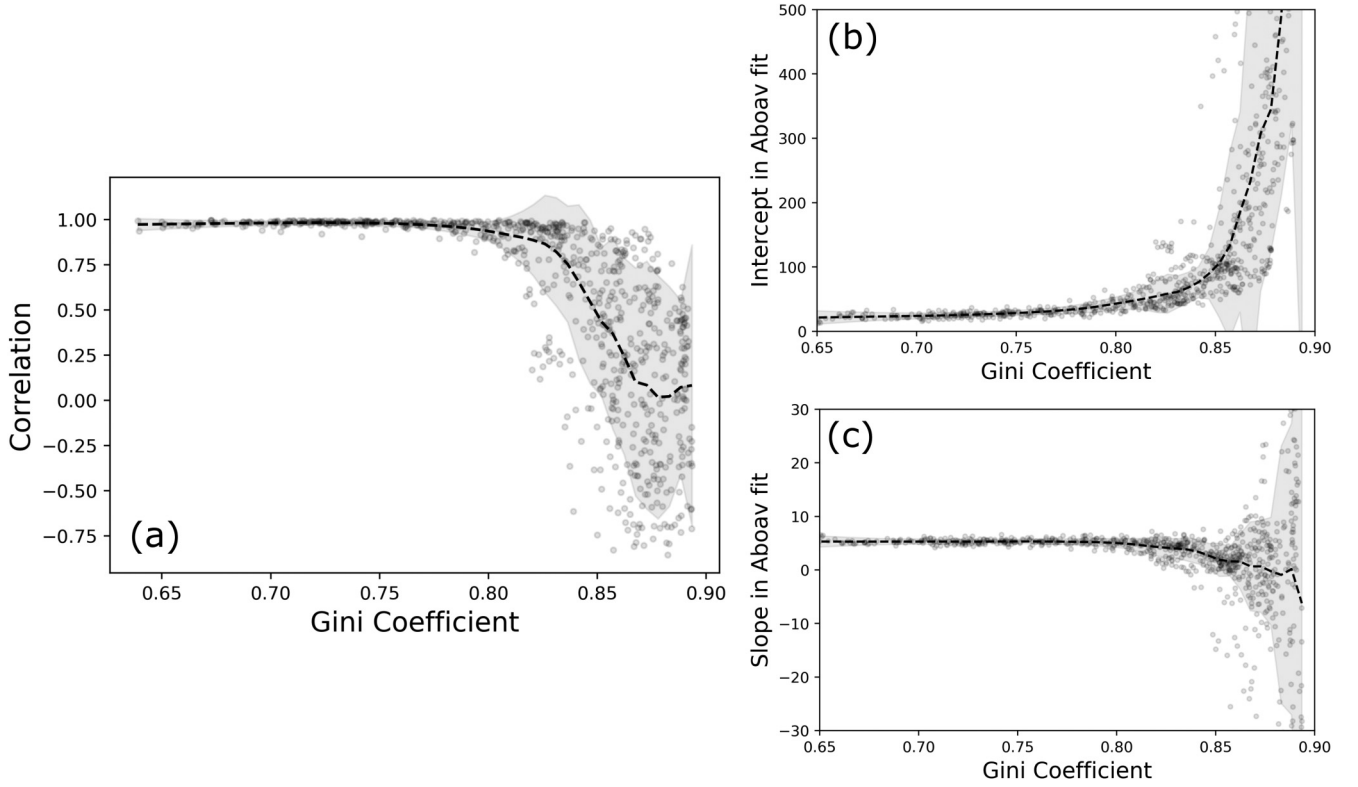 1.00
0.75
0.50
0.25
0.00
−0.25
−0.50
−0.75
Correlation
(a)
0.65 0.70 0.75 0.80 0.85 0.90
Gini Coefficient
500
400
300
200
100
0
Intercept in Aboav fit
(b)
0.65 0.70 0.75 0.80 0.85 0.90
Gini Coefficient
30
20
10
0
−10
−20
−30
Slope in Aboav fit
(c)
0.65 0.70 0.75 0.80 0.85 0.90
Gini Coefficient